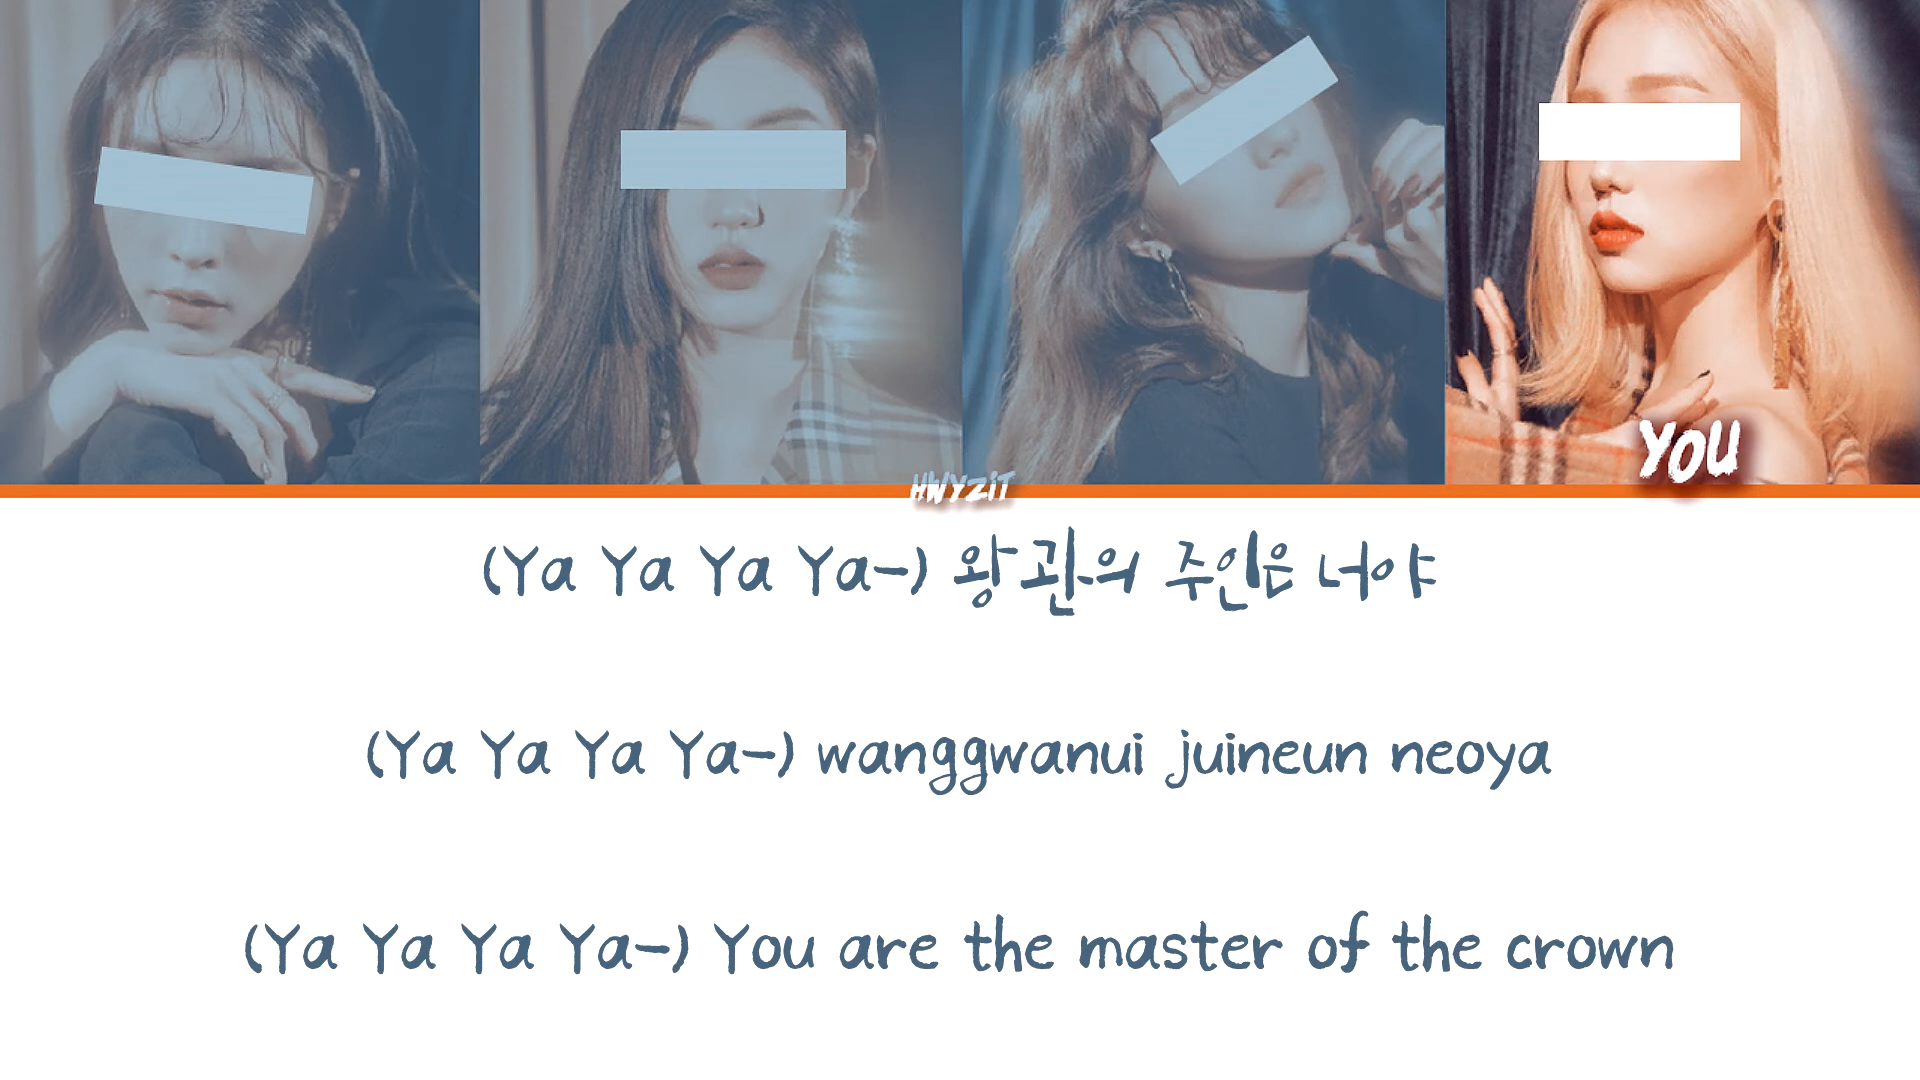 YOU
HWYZIT
(Ya Ya Ya Ya-) 왕관의 주인은 너야
(Ya Ya Ya Ya-) wanggwanui juineun neoya
(Ya Ya Ya Ya-) You are the master of the crown